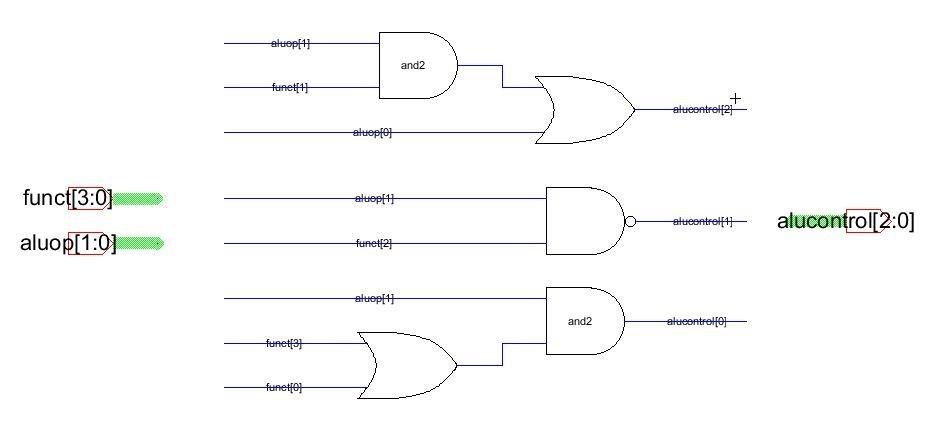 aluop[1]
funct[1]
and2
aluop[0]
alucontrol[2]
funct[3:0]
aluop[1:0]
aluop[1]
funct[2]
alucontrol[1]
alucontrol[2:0]
aluop[1]
funct[3]
funct[0]
and2
alucontrol[0]